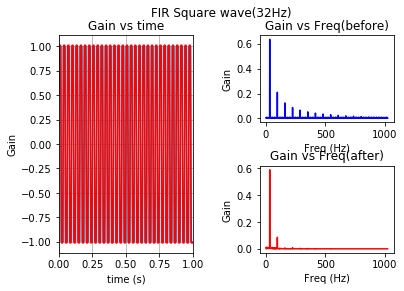 FIR Square wave(32Hz)
Gain vs time
Gain
1.00
0.75
0.50
0.25
0.00
−0.25
−0.50
−0.75
−1.00
0.00 0.25 0.50 0.75 1.00
time (s)
Gain vs Freq(before)
Gain
0.6
0.4
0.2
0.0
0 500 1000
Freq (Hz)
Gain vs Freq(after)
Gain
0.6
0.4
0.2
0.0
0 500 1000
Freq (Hz)